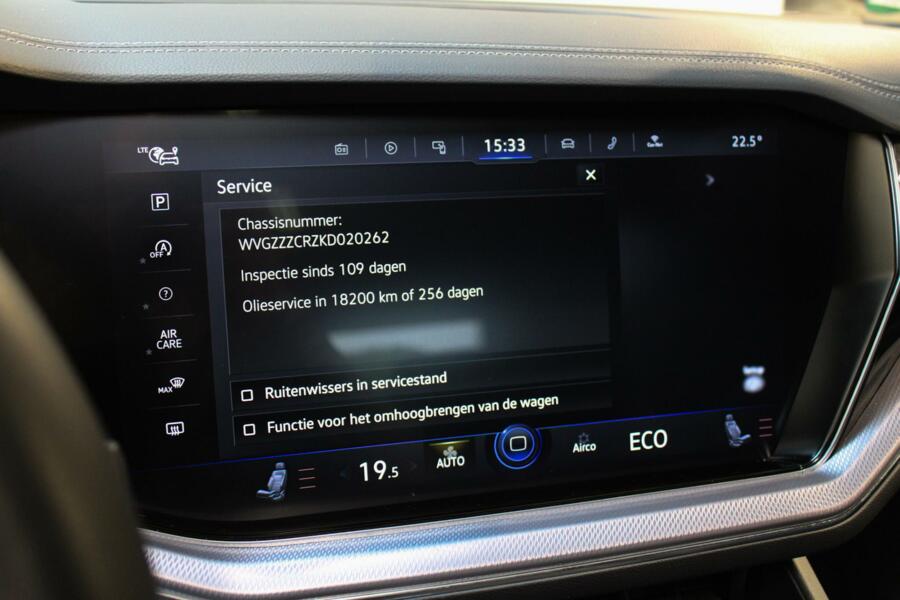 LTE
15:33
22.5°
Service
P
Chassisnummer:
WVGZZZCRZKD020262
A
OFF
Inspectie sinds 109 dagen
?
Olieservice in 18200 km of 256 dagen
AIR
CARE
MAX
Ruitenwissers in servicestand
Functie voor het omhoogbrengen van de wagen
19.5
AUTO
Airco
ECO